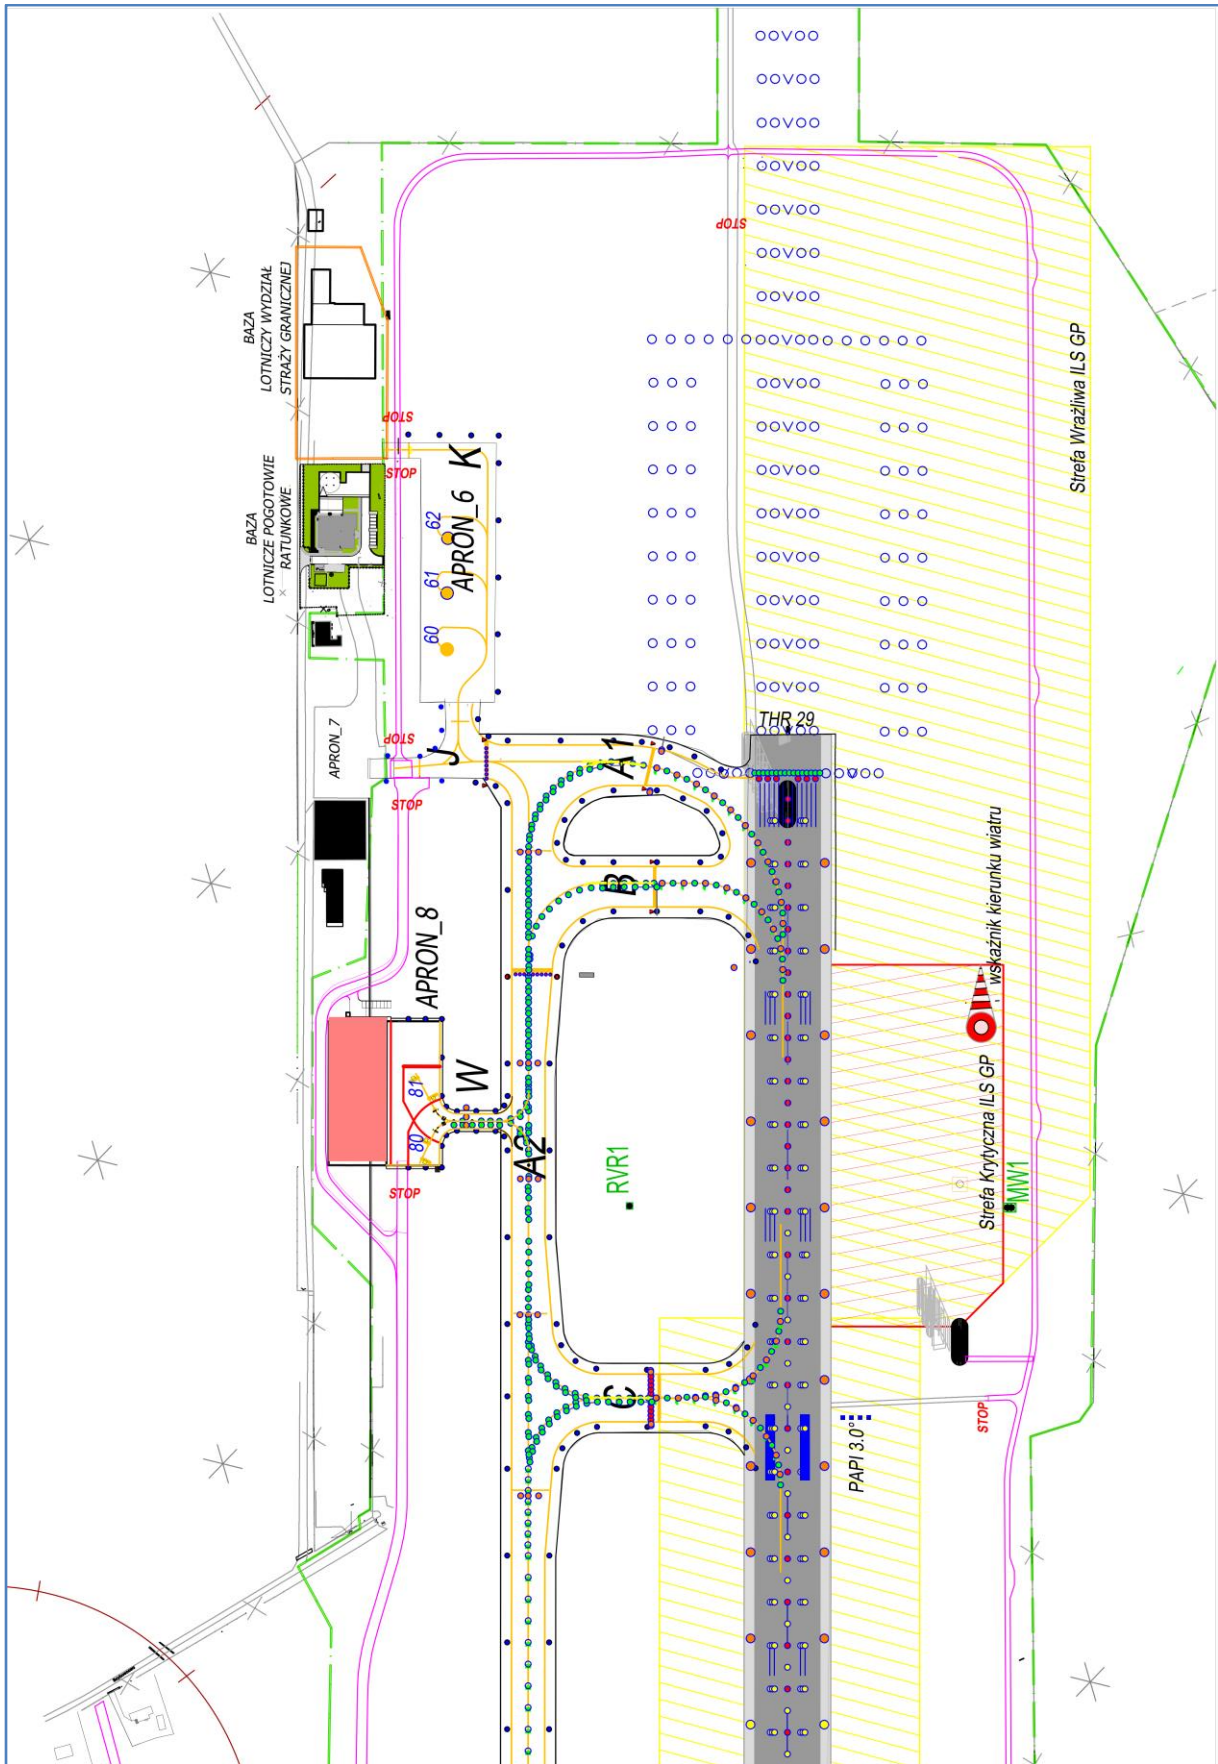 STOP
BAZA
LOTNICZY WYDZIAŁ
STRAŻY GRANICZNEJ
Strefa Wrażliwa ILS GP
STOP
STOP
K
BAZA
LOTNICZE POGOTOWIE
RATUNKOWE
APRON_6
62
61
60
THR 29
APRON_7
STOP
J
A1
STOP
B
wskaźnik kierunku wiatru
APRON_8
W
81
80
A2
RVR1
Strefa Krytyczna ILS GP
MW1
STOP
C
PAPI 3.0°
STOP